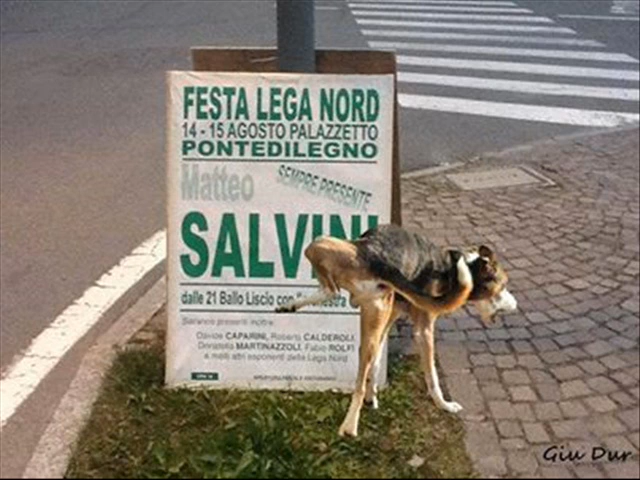 FESTA LEGA NORD
14 - 15 AGOSTO PALAZZETTO
PONTEDILEGNO
Matteo
SEMPRE PRESENTE
SALVINI
dalle 21 Ballo Liscio con
Saranno presenti inoltre
Davide CAPARINI, Roberto CALDEROLI,
Donatella MARTINAZZOLI, Fabio ROLFI
e molti altri esponenti della Lega Nord
Giu Dur